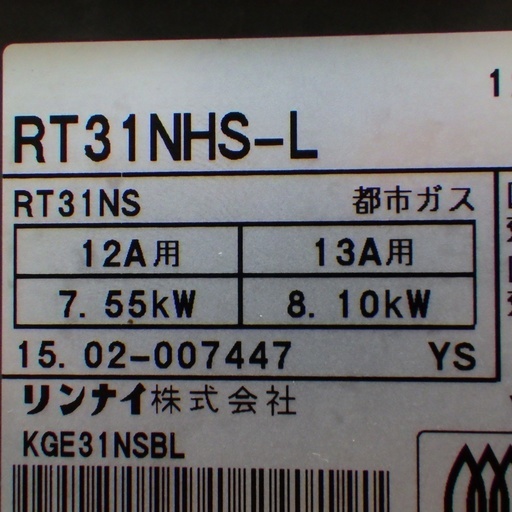 RT31NHS-L
RT31NS 都市ガス
12A用 13A用
7.55kW 8.10kW
15.02-007447 YS
リンナイ株式会社
KGE31NSBL